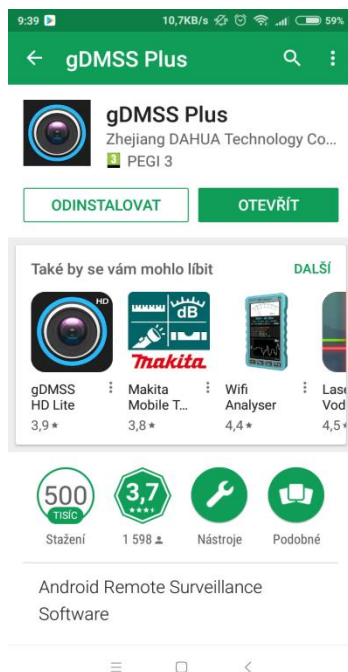 9:39 10,7KB/s 59%
gDMSS Plus
gDMSS Plus
Zhejiang DAHUA Technology Co...
3 PEGI 3
ODINSTALOVAT OTEVŘÍT
Také by se vám mohlo líbit DALŠÍ
HD
dB
Makita
gDMSS HD Lite
3,9 ★
Makita Mobile T...
3,8 ★
Wifi Analyser
4,4 ★
Vod
4,5
500 TISÍC
3,7
Stažení 1 598 Nástroje Podobné
Android Remote Surveillance
Software